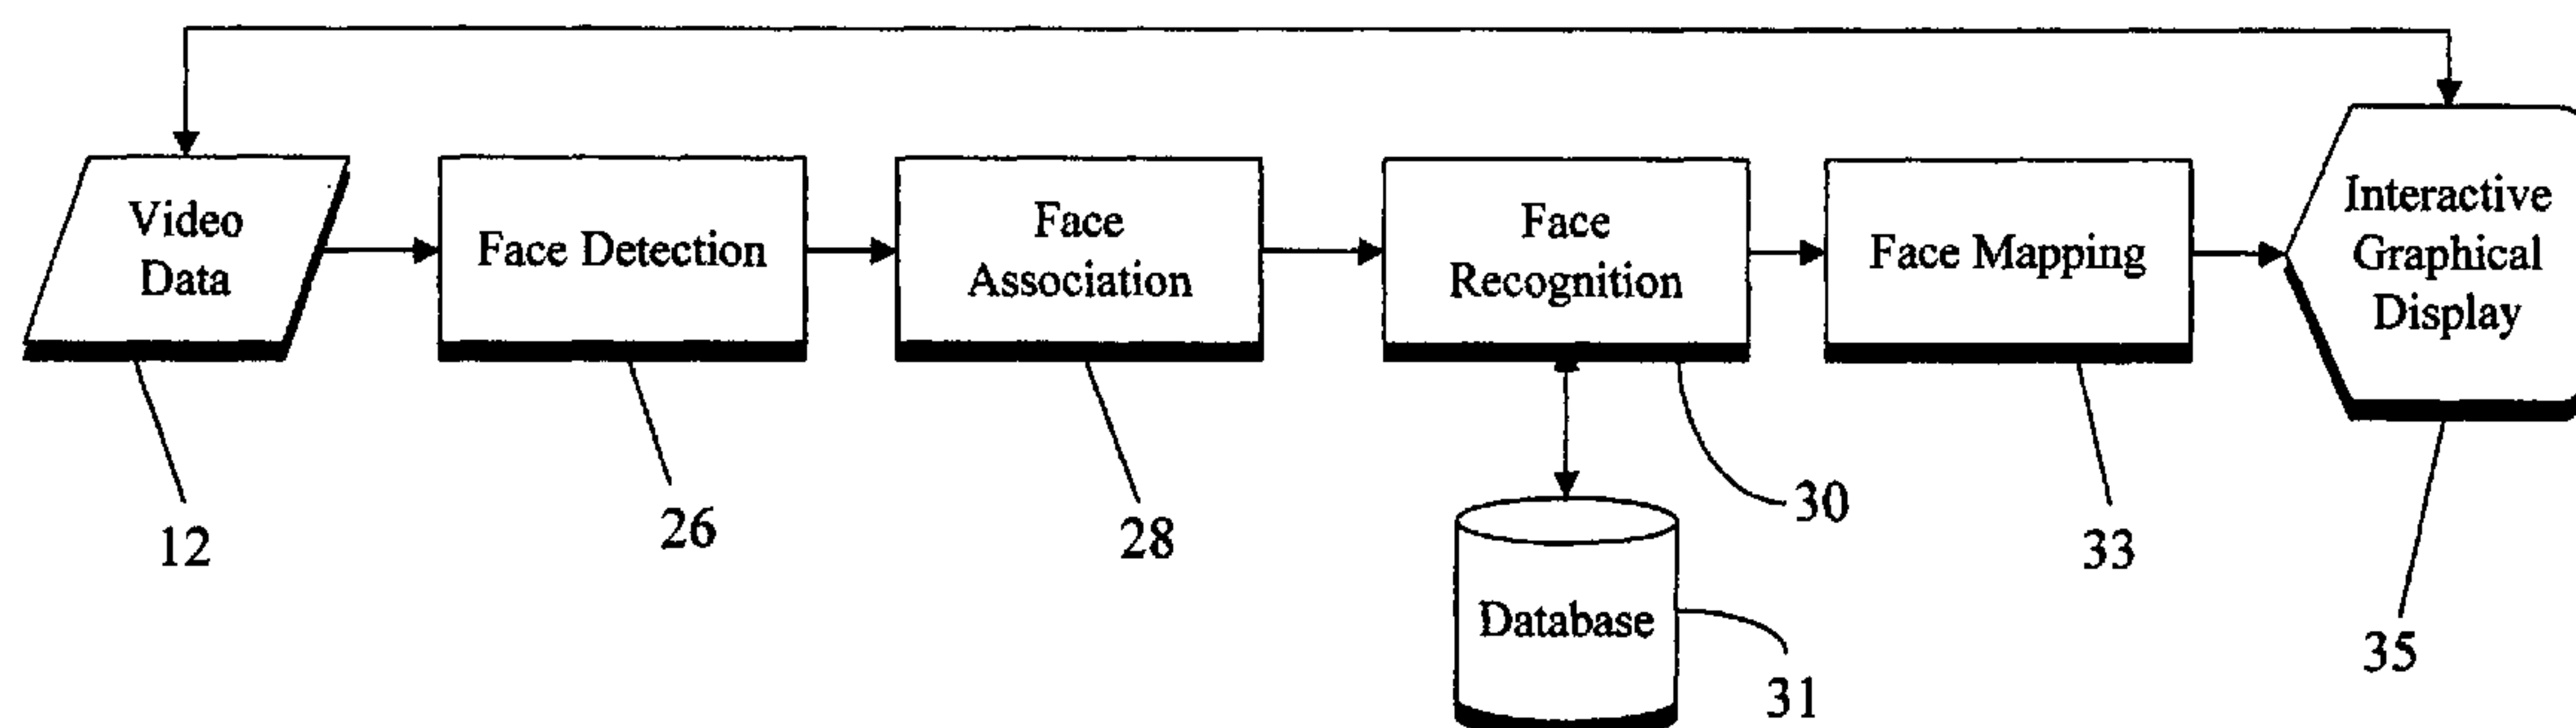 Video
Data
Face Detection
Face
Association
Face
Recognition
Face Mapping
Interactive
Graphical
Display
12
26
28
30
33
Database
31
35